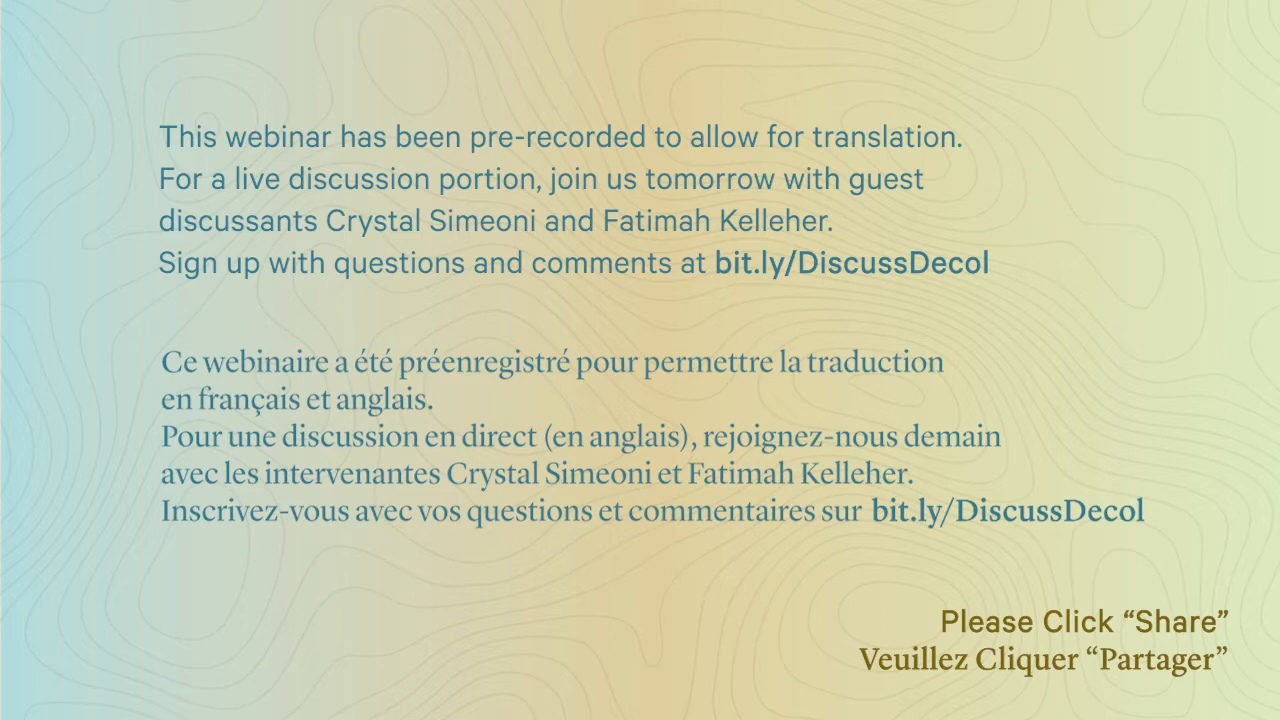 This webinar has been pre-recorded to allow for translation.
For a live discussion portion, join us tomorrow with guest
discussants Crystal Simeoni and Fatimah Kelleher.
Sign up with questions and comments at bit.ly/DiscussDecol
Ce webinaire a été préenregistré pour permettre la traduction
en français et anglais.
Pour une discussion en direct (en anglais), rejoignez-nous demain
avec les intervenantes Crystal Simeoni et Fatimah Kelleher.
Inscrivez-vous avec vos questions et commentaires sur bit.ly/DiscussDecol
Please Click “Share”
Veuillez Cliquer “Partager”